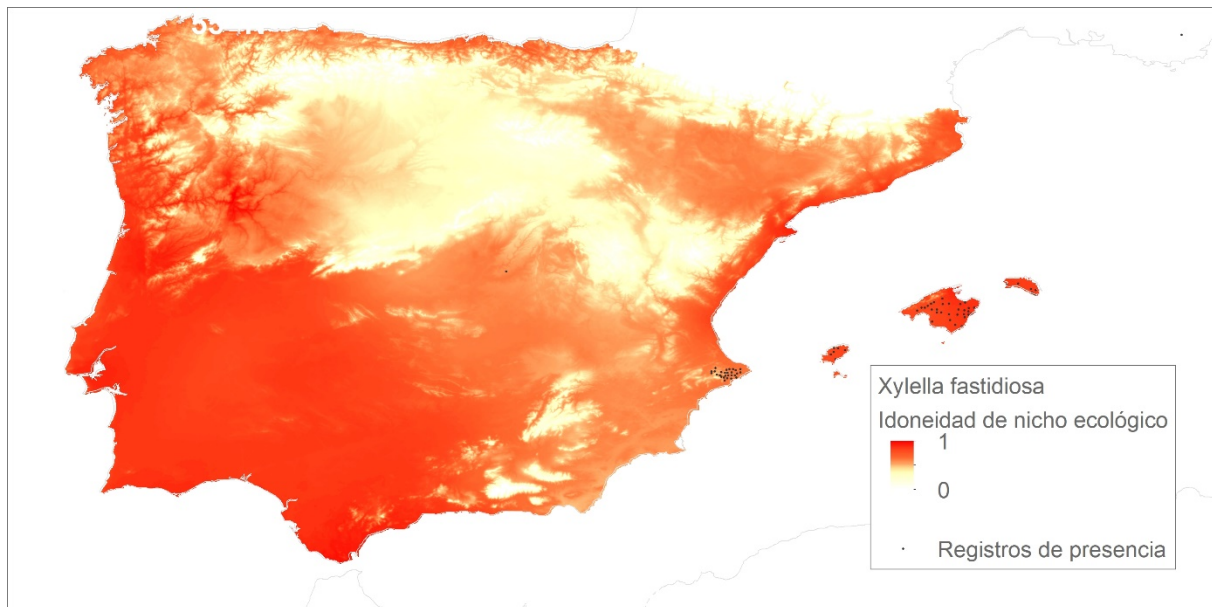 Xylella fastidiosa
Idoneidad de nicho ecológico
1
0
Registros de presencia